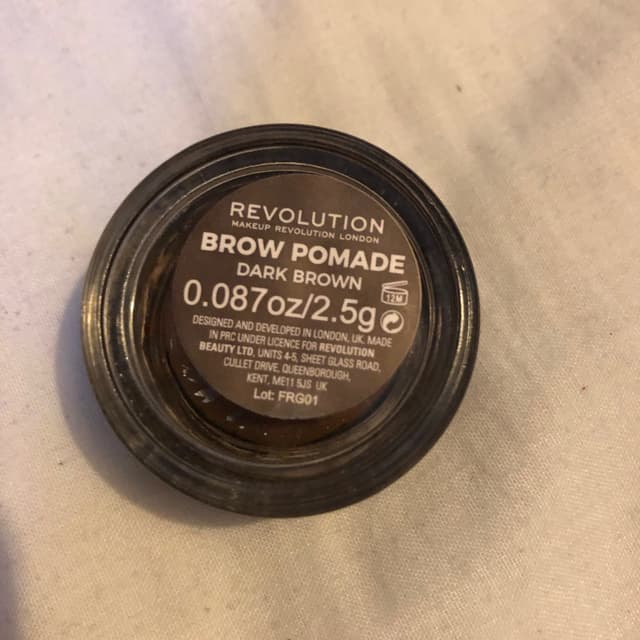 REVOLUTION
MAKEUP REVOLUTION LONDON
BROW POMADE
DARK BROWN
12M
0.087oz/2.5g
DESIGNED AND DEVELOPED IN LONDON, UK. MADE
IN PRC UNDER LICENCE FOR REVOLUTION
BEAUTY LTD, UNITS 4-5, SHEET GLASS ROAD,
CULLET DRIVE, QUEENBOROUGH,
KENT, ME11 5JS UK
Lot: FRG01